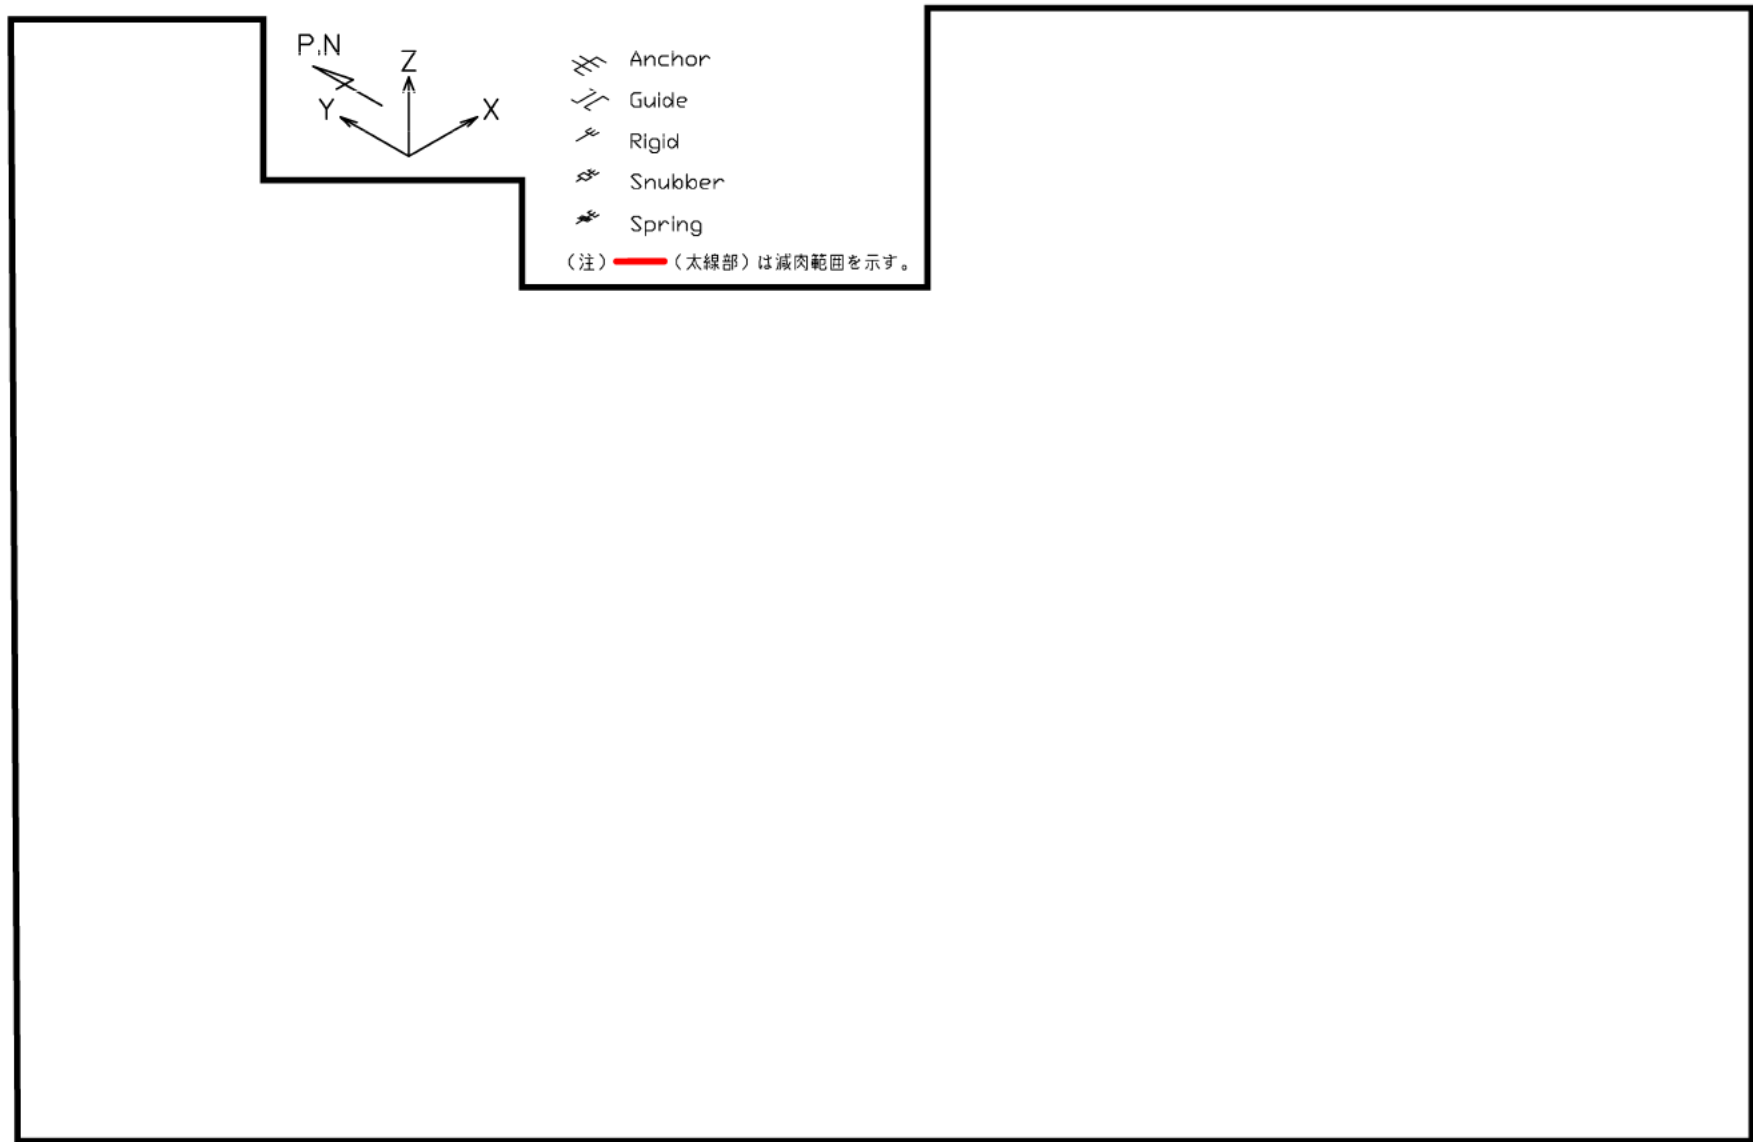 P.N
Z
Y
X
Anchor
Guide
Rigid
Snubber
Spring
(注) (太線部)は減肉範囲を示す。